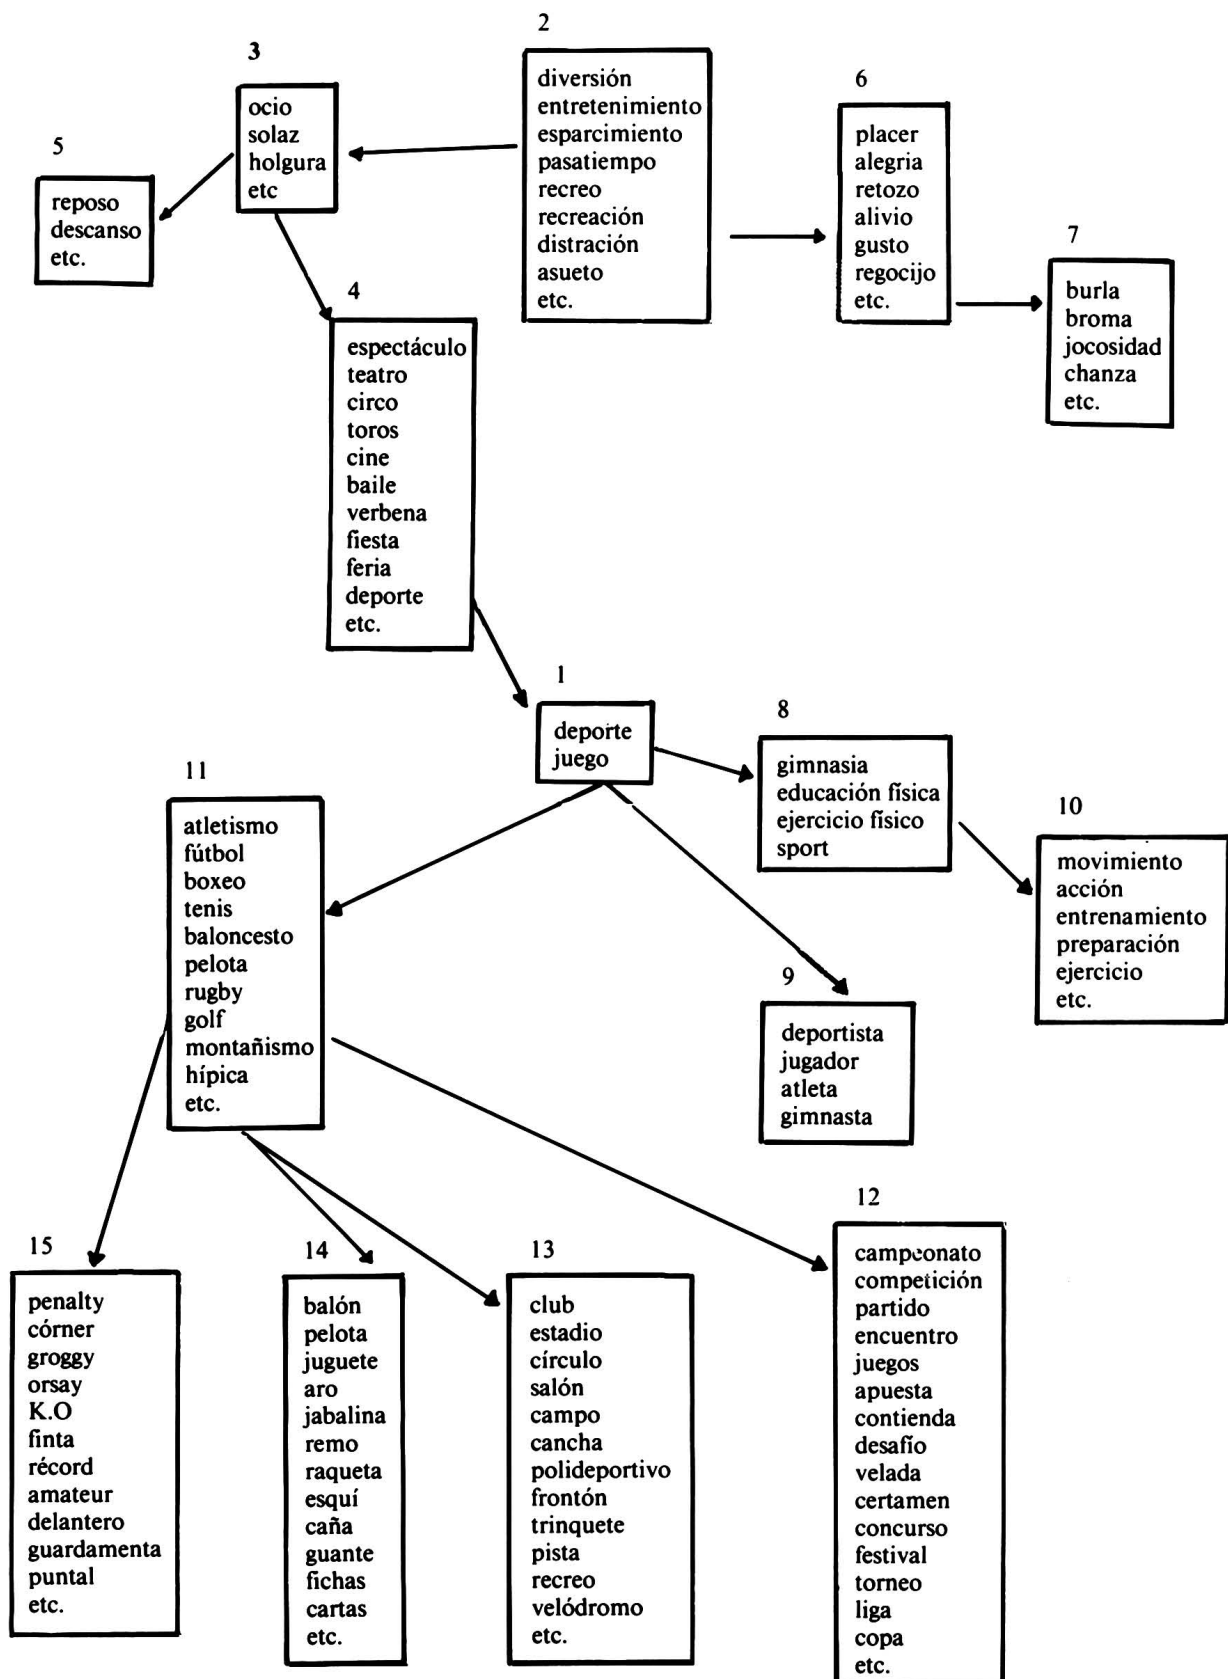 2
diversión
entretenimiento
esparcimiento
pasatiempo
recreo
recreación
distración
asueto
etc.
3
ocio
solaz
holgura
etc
6
placer
alegria
retozo
alivio
gusto
regocijo
etc.
5
reposo
descanso
etc.
7
burla
broma
jocosidad
chanza
etc.
4
espectáculo
teatro
circo
toros
cine
baile
verbena
fiesta
feria
deporte
etc.
1
deporte
juego
8
gimnasia
educación física
ejercicio físico
sport
11
atletismo
fútbol
boxeo
tenis
baloncesto
pelota
rugby
golf
montañismo
hípica
etc.
10
movimiento
acción
entrenamiento
preparación
ejercicio
etc.
9
deportista
jugador
atleta
gimnasta
15
penalty
córner
groggy
orsay
K.O
finta
récord
amateur
delantero
guardamenta
puntal
etc.
14
balón
pelota
juguete
aro
jabalina
remo
raqueta
esquí
caña
guante
fichas
cartas
etc.
13
club
estadio
círculo
salón
campo
cancha
polideportivo
frontón
trinquete
pista
recreo
velódromo
etc.
12
campeonato
competición
partido
encuentro
juegos
apuesta
contienda
desafío
velada
certamen
concurso
festival
torneo
liga
copa
etc.